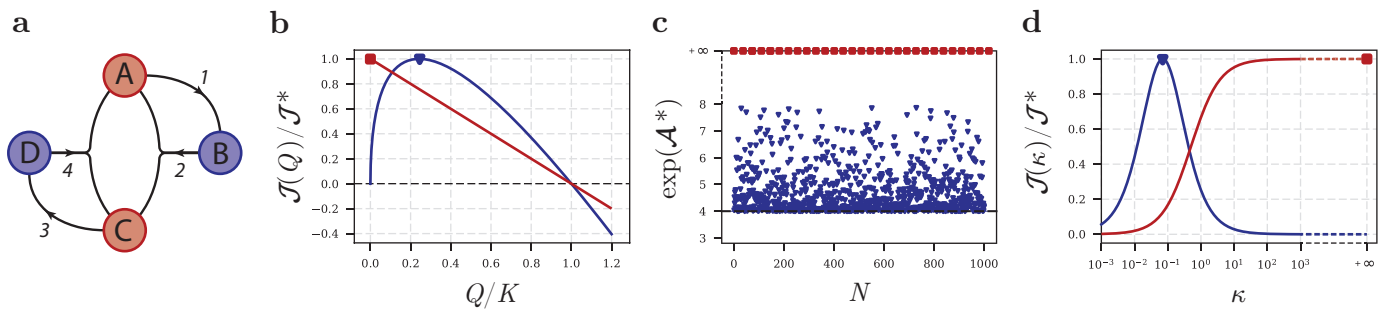 a
A
1
D
4
2
B
3
C
b
1.0
0.8
0.6
0.4
0.2
0.0
−0.2
−0.4
0.0 0.2 0.4 0.6 0.8 1.0 1.2
𝒥(Q)/𝒥*
Q/K
c
+∞
8
7
6
5
4
3
0 200 400 600 800 1000
exp(𝒜*)
N
d
1.0
0.8
0.6
0.4
0.2
0.0
10⁻³ 10⁻² 10⁻¹ 10⁰ 10¹ 10² 10³ +∞
𝒥(κ)/𝒥*
κ